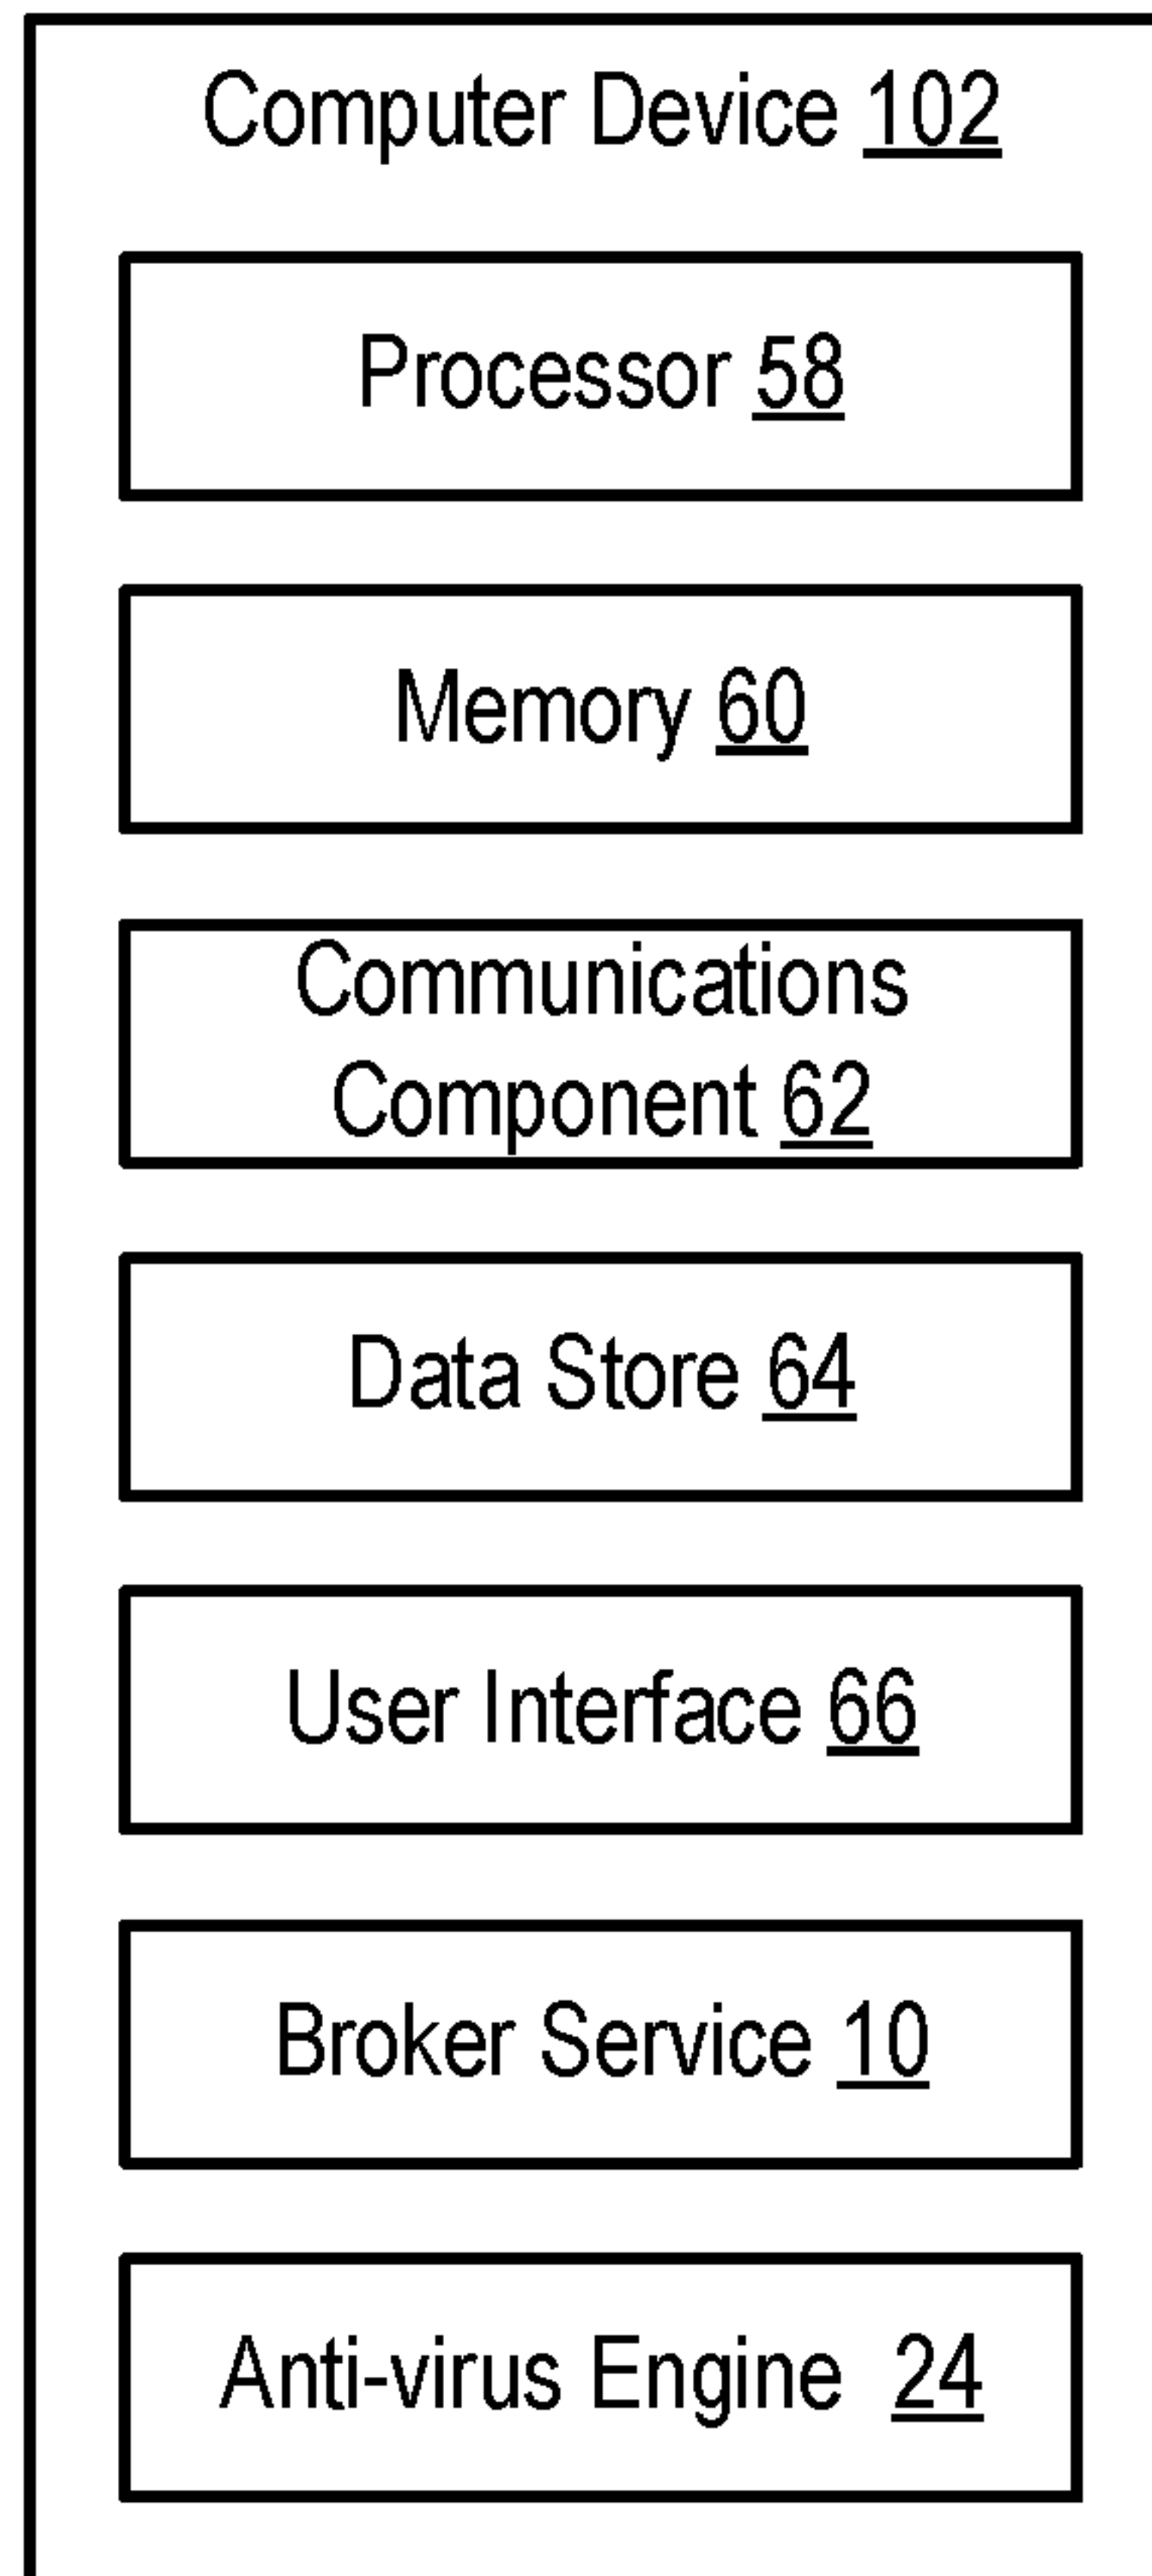 Computer Device 102
Processor 58
Memory 60
Communications
Component 62
Data Store 64
User Interface 66
Broker Service 10
Anti-virus Engine 24